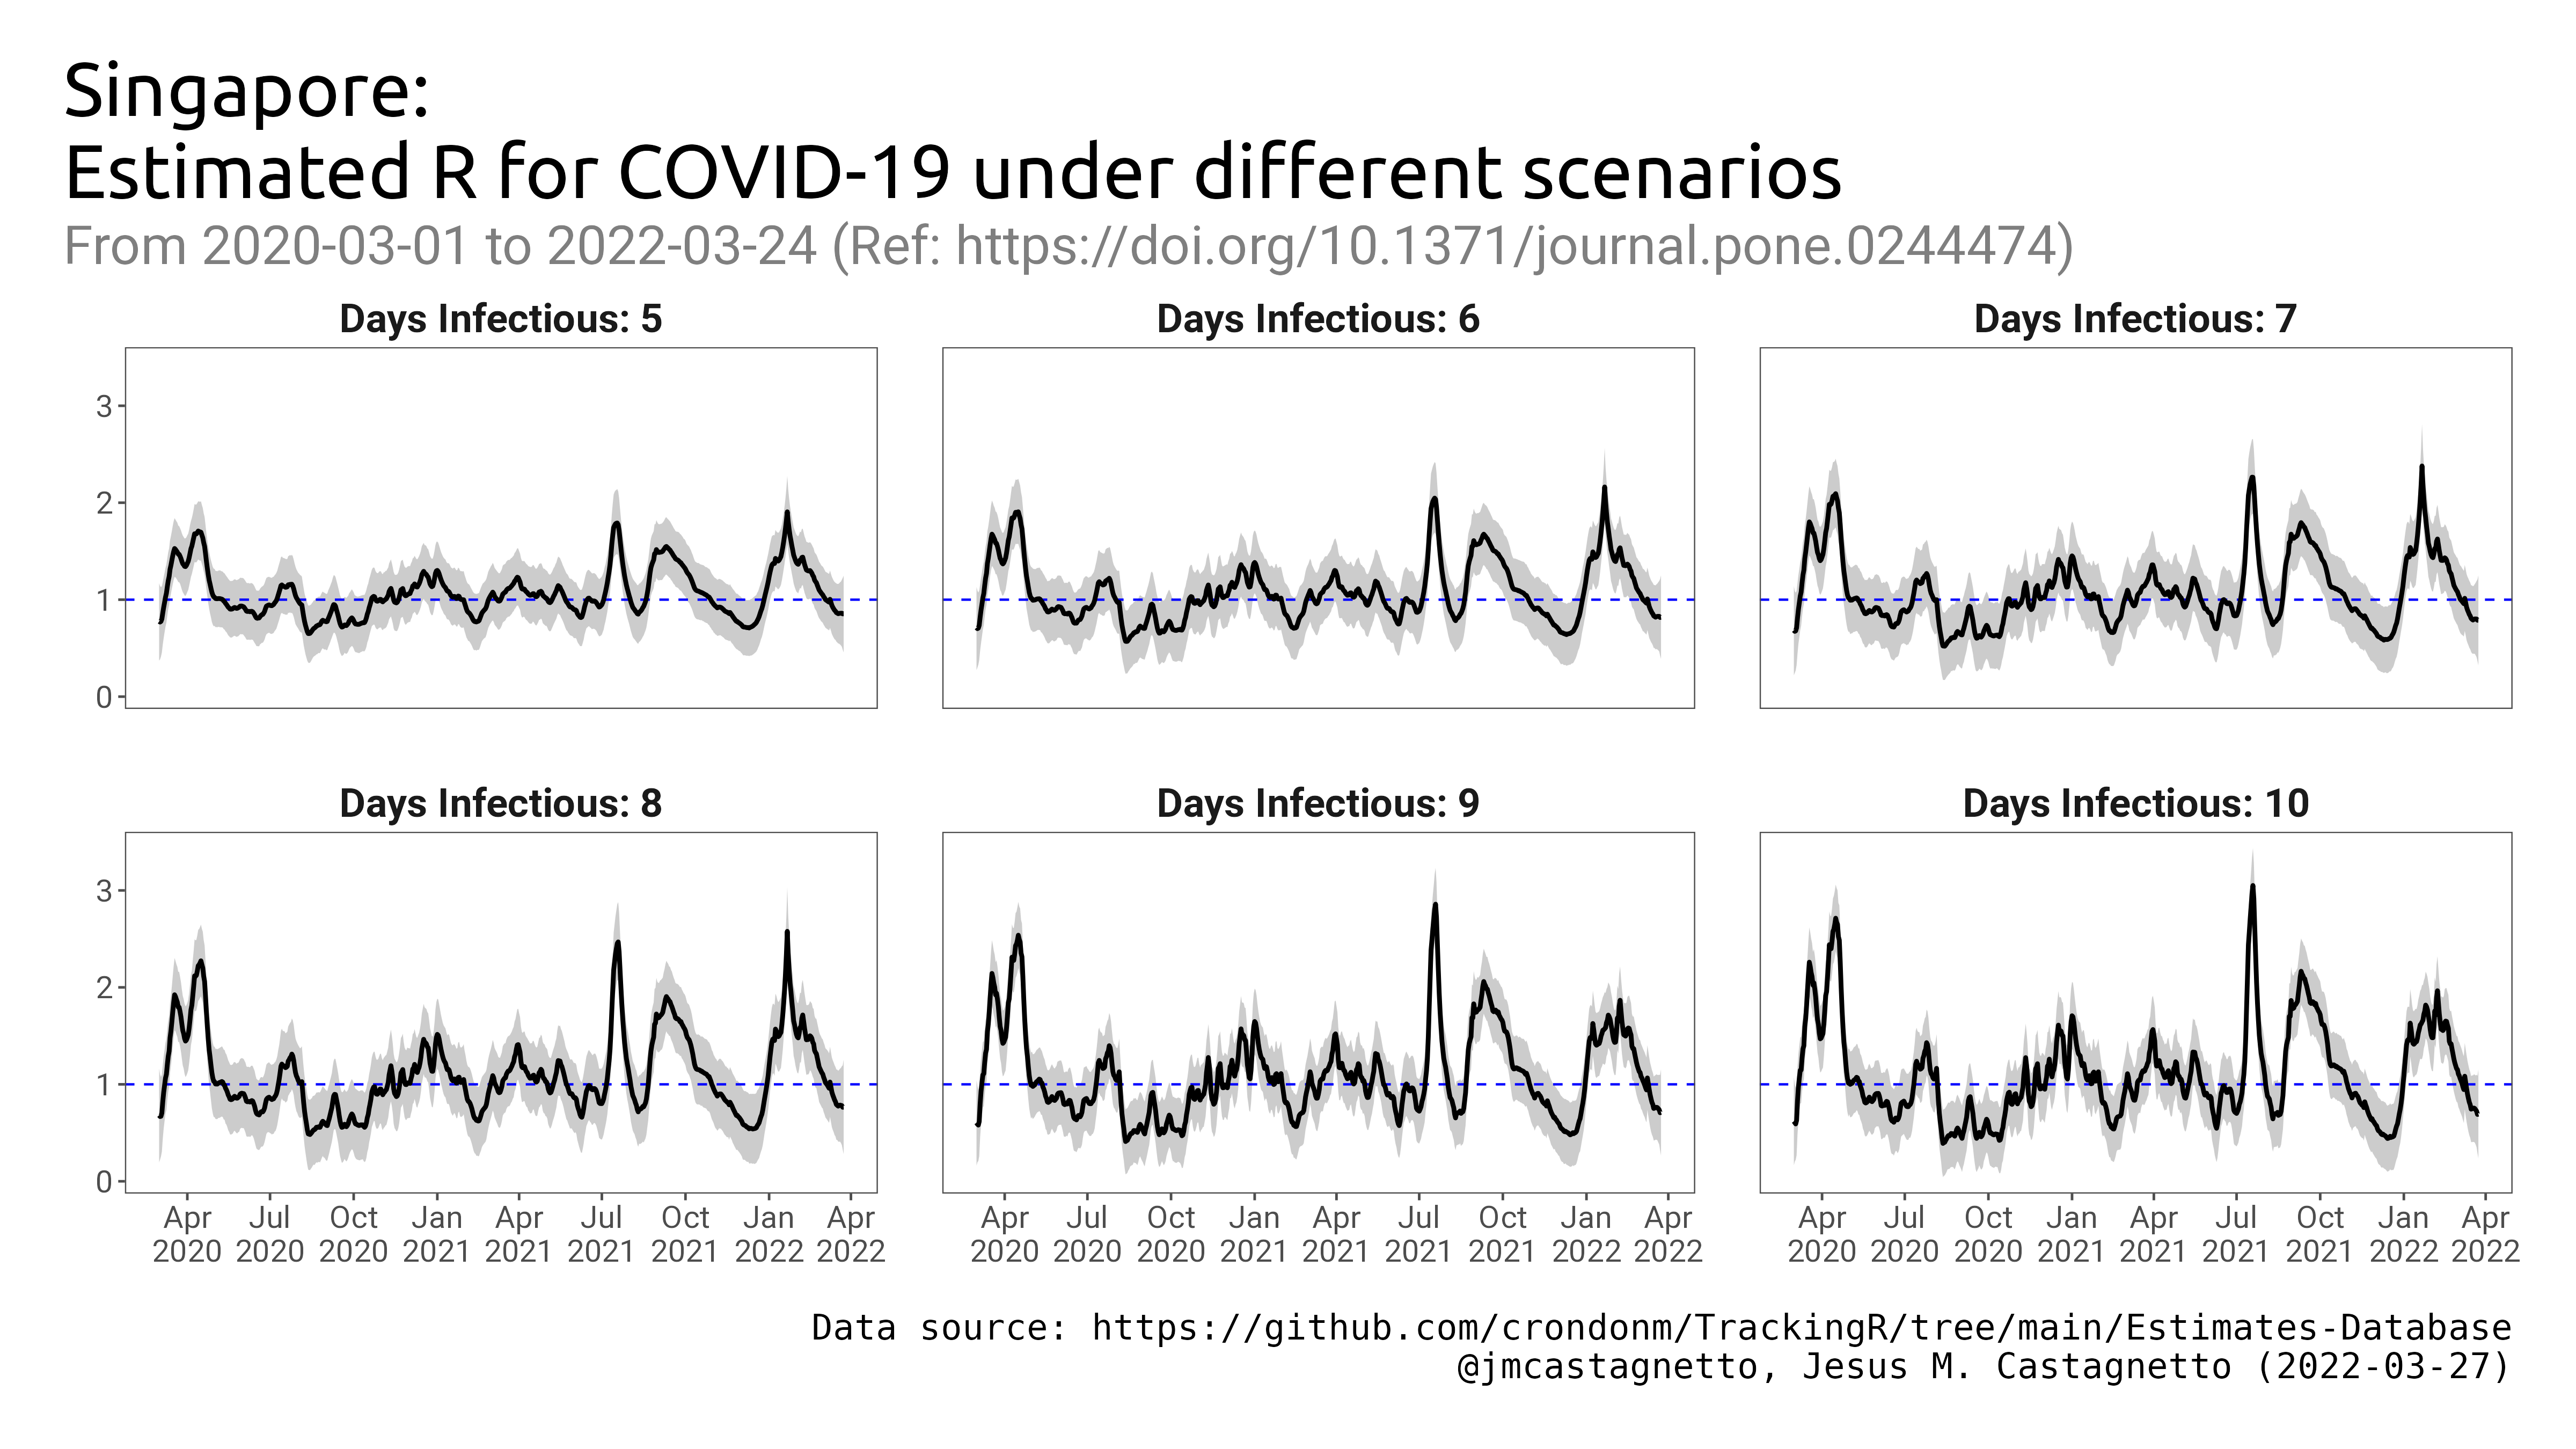 Singapore:
Estimated R for COVID-19 under different scenarios
From 2020-03-01 to 2022-03-24 (Ref: https://doi.org/10.1371/journal.pone.0244474)
Days Infectious: 5
Days Infectious: 6
Days Infectious: 7
3
2
1
0
Days Infectious: 8
Days Infectious: 9
Days Infectious: 10
3
2
1
0
Apr Jul Oct Jan Apr Jul Oct Jan Apr
2020 2020 2020 2021 2021 2021 2021 2022 2022
Apr Jul Oct Jan Apr Jul Oct Jan Apr
2020 2020 2020 2021 2021 2021 2021 2022 2022
Apr Jul Oct Jan Apr Jul Oct Jan Apr
2020 2020 2020 2021 2021 2021 2021 2022 2022
Data source: https://github.com/crondonm/TrackingR/tree/main/Estimates-Database
@jmcastagnetto, Jesus M. Castagnetto (2022-03-27)